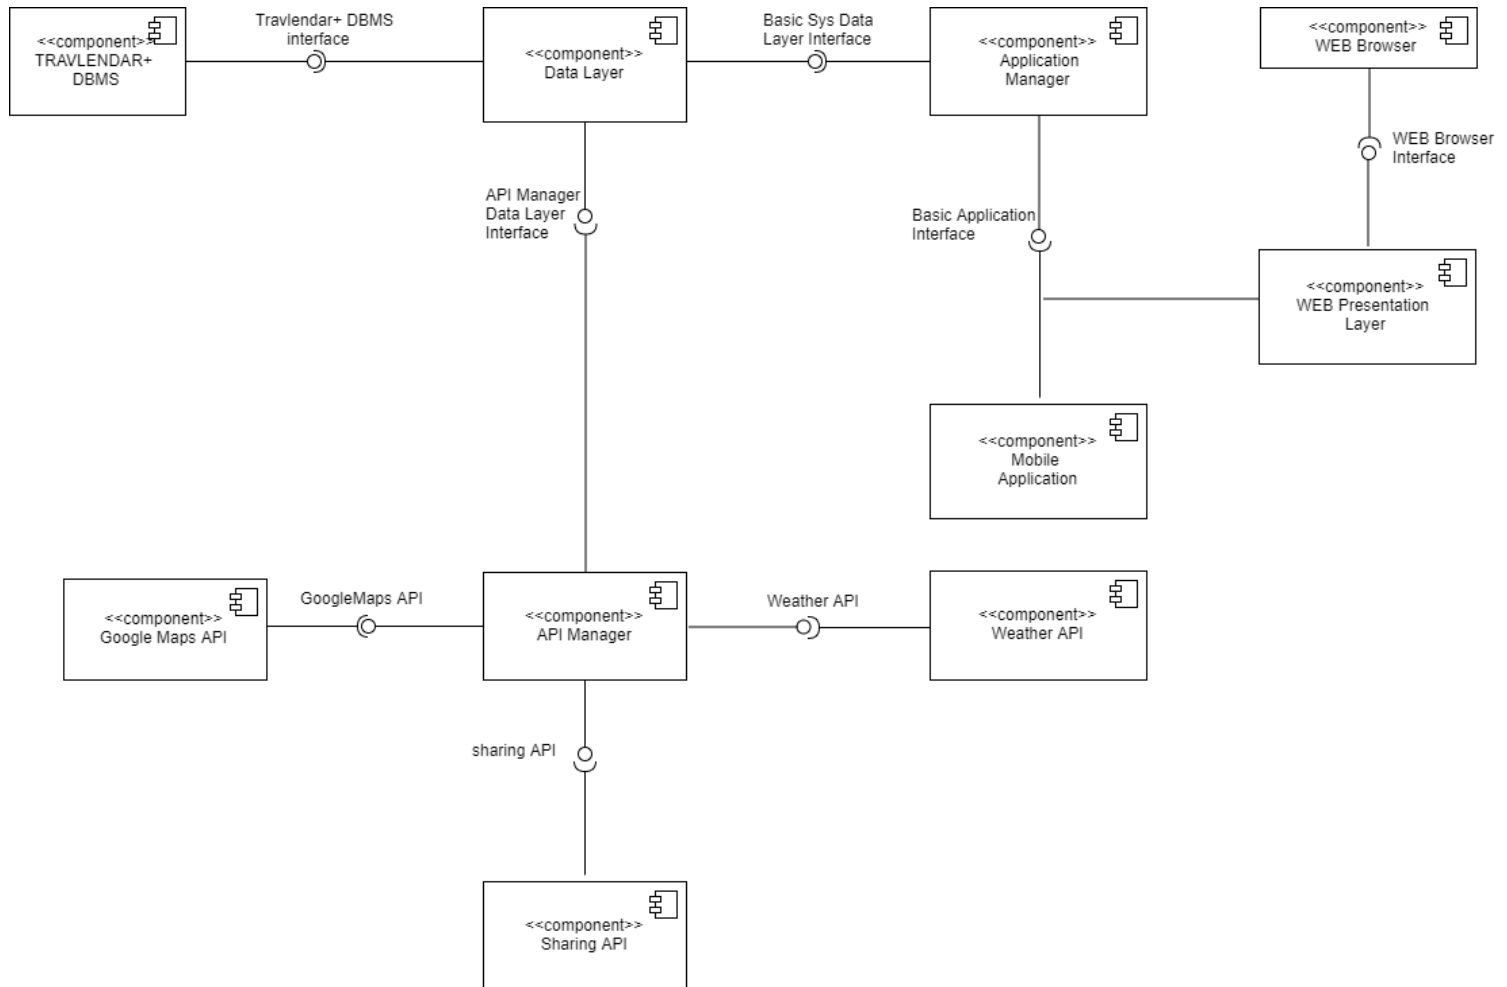 <<component>>
TRAVLENDAR+
DBMS
Travlendar+ DBMS
interface
<<component>>
Data Layer
Basic Sys Data
Layer Interface
<<component>>
Application
Manager
<<component>>
WEB Browser
WEB Browser
Interface
API Manager
Data Layer
Interface
Basic Application
Interface
<<component>>
WEB Presentation
Layer
<<component>>
Mobile
Application
<<component>>
Google Maps API
GoogleMaps API
<<component>>
API Manager
Weather API
<<component>>
Weather API
sharing API
<<component>>
Sharing API